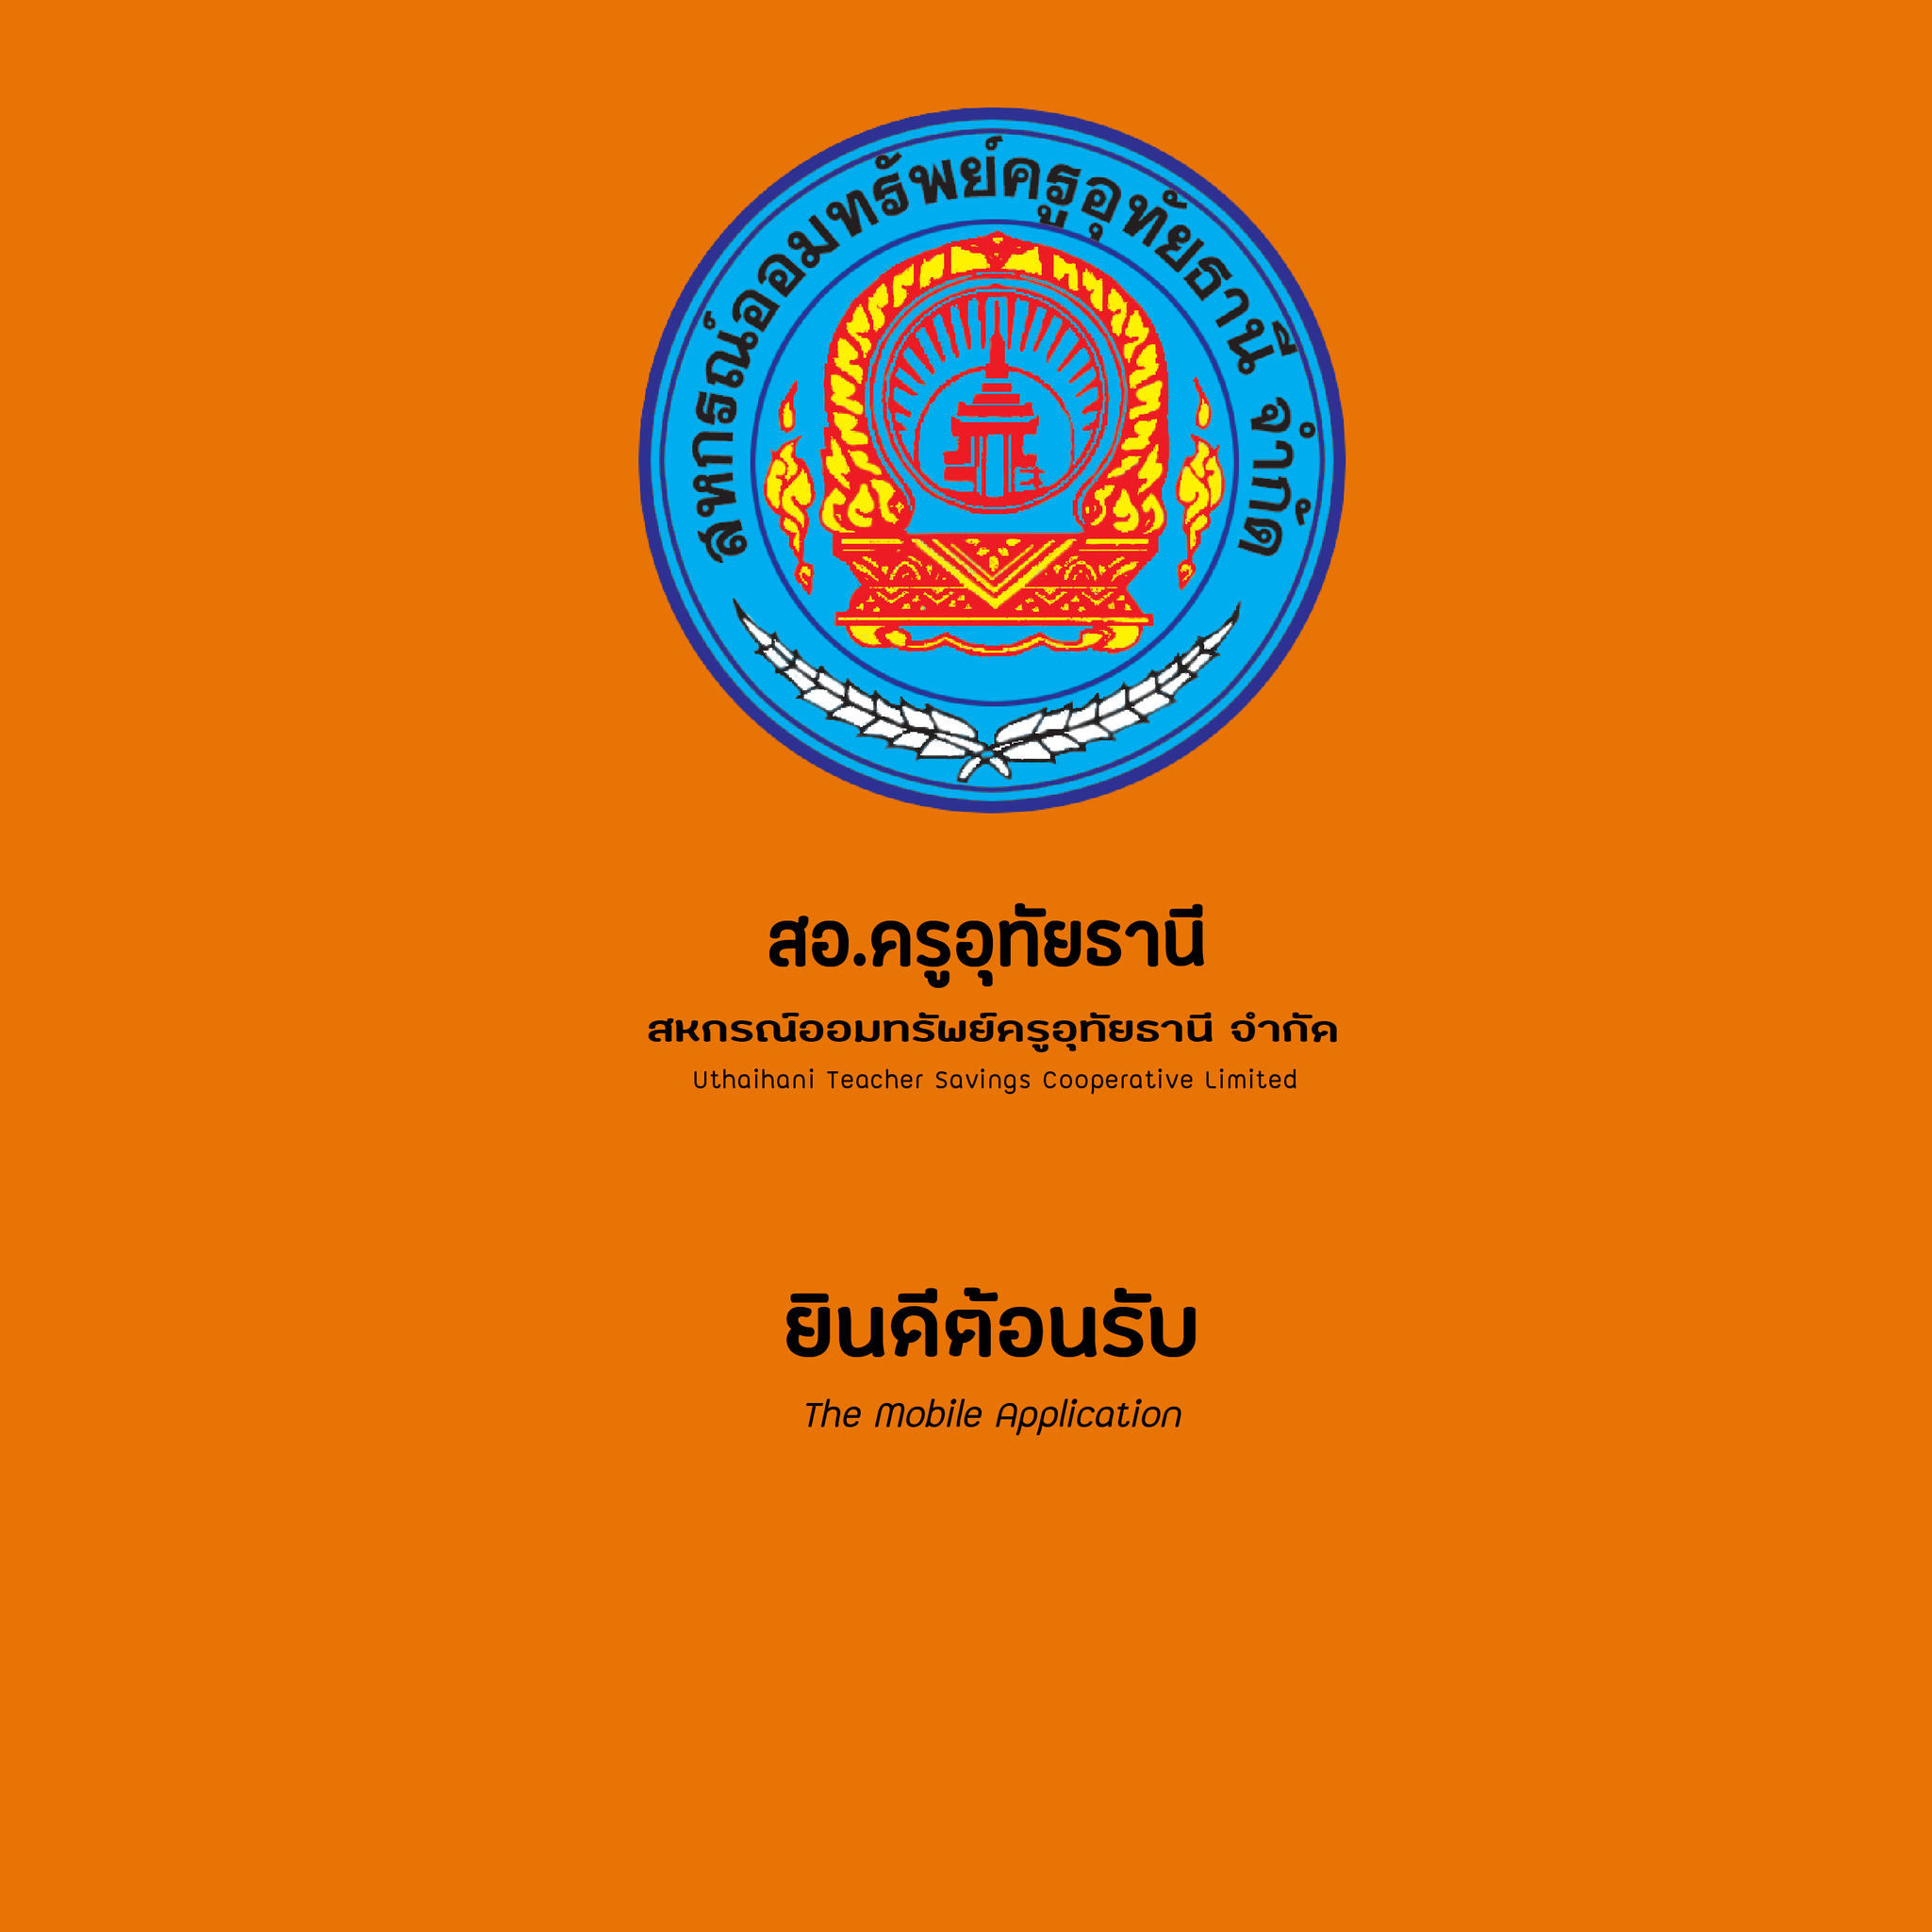 สหกรณ์ออมทรัพย์ครูอุทัยธานี จำกัด
สอ.ครูอุทัยธานี
สหกรณ์ออมทรัพย์ครูอุทัยธานี จำกัด
Uthaihani Teacher Savings Cooperative Limited
ยินดีต้อนรับ
The Mobile Application